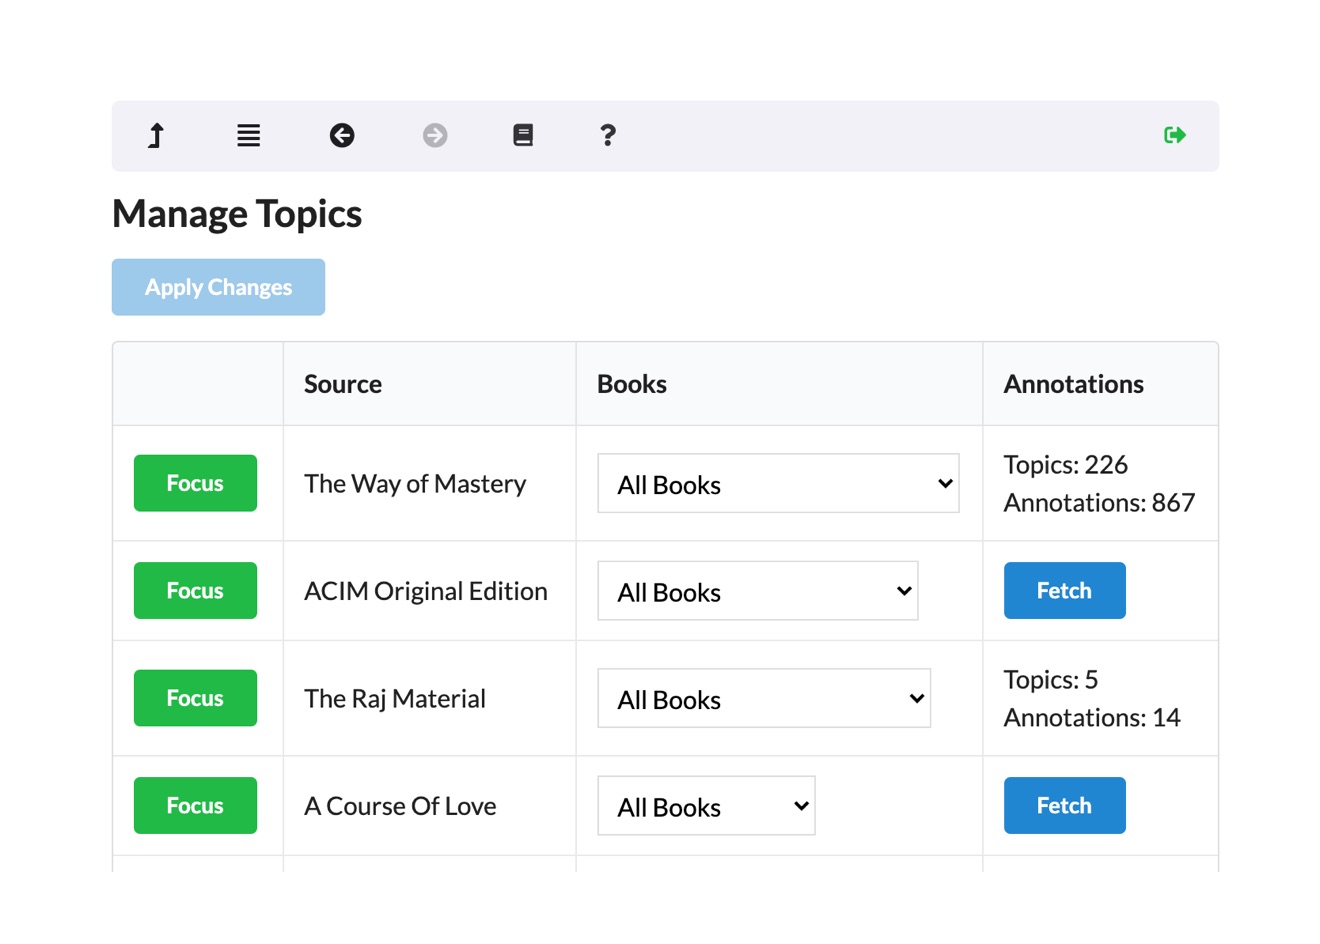 ?
Manage Topics
Apply Changes
Source Books Annotations
Focus The Way of Mastery All Books Topics: 226
Annotations: 867
Focus ACIM Original Edition All Books Fetch
Focus The Raj Material All Books Topics: 5
Annotations: 14
Focus A Course Of Love All Books Fetch